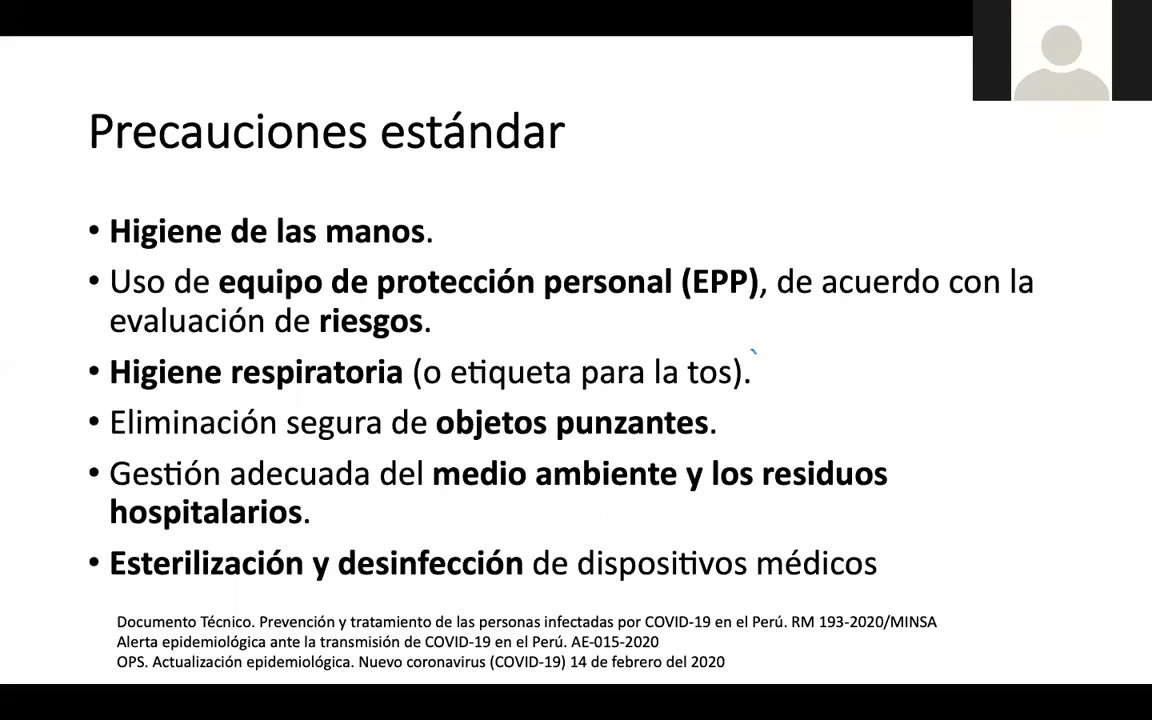 Precauciones estándar
• Higiene de las manos.
• Uso de equipo de protección personal (EPP), de acuerdo con la
evaluación de riesgos.
• Higiene respiratoria (o etiqueta para la tos).
• Eliminación segura de objetos punzantes.
• Gestión adecuada del medio ambiente y los residuos
hospitalarios.
• Esterilización y desinfección de dispositivos médicos
Documento Técnico. Prevención y tratamiento de las personas infectadas por COVID-19 en el Perú. RM 193-2020/MINSA
Alerta epidemiológica ante la transmisión de COVID-19 en el Perú. AE-015-2020
OPS. Actualización epidemiológica. Nuevo coronavirus (COVID-19) 14 de febrero del 2020